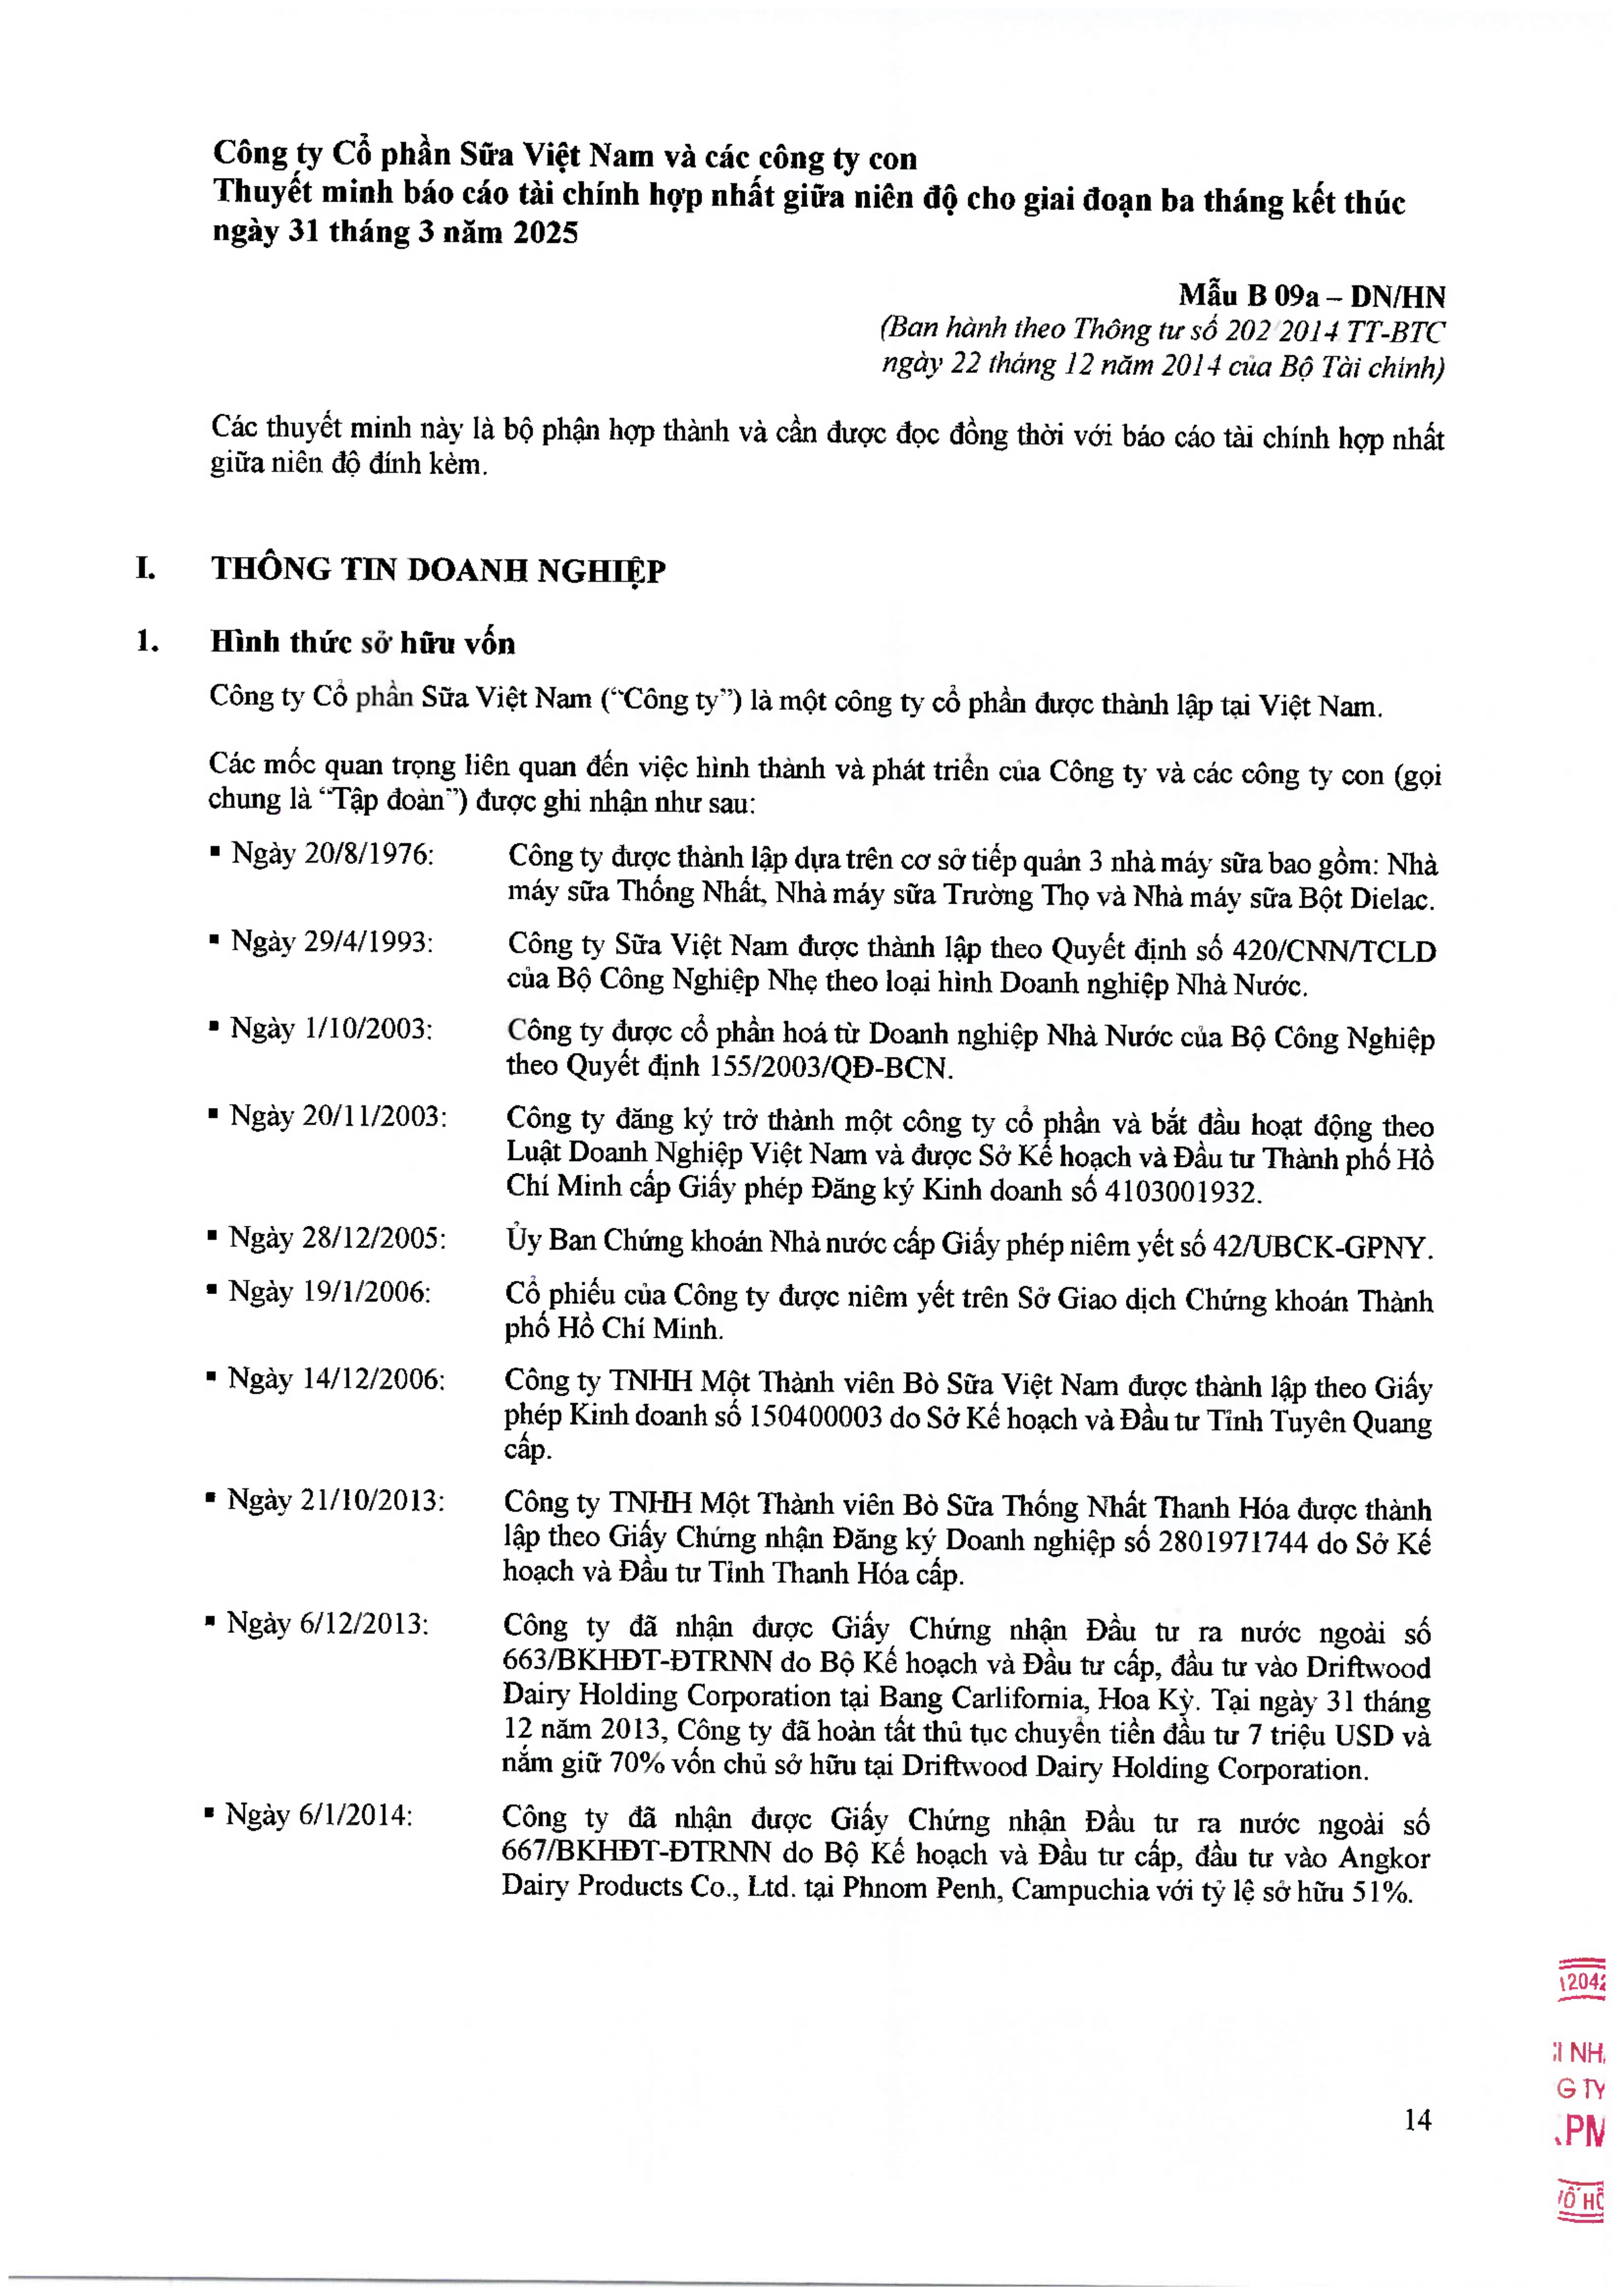 Công ty Cổ phần Sữa Việt Nam và các công ty con
Thuyết minh báo cáo tài chính hợp nhất giữa niên độ cho giai đoạn ba tháng kết thúc
ngày 31 tháng 3 năm 2025
Mẫu B 09a – DN/HN
(Ban hành theo Thông tư số 202/2014/TT-BTC
ngày 22 tháng 12 năm 2014 của Bộ Tài chính)
Các thuyết minh này là bộ phận hợp thành và cần được đọc đồng thời với báo cáo tài chính hợp nhất
giữa niên độ đính kèm.
I. THÔNG TIN DOANH NGHIỆP
1. Hình thức sở hữu vốn
Công ty Cổ phần Sữa Việt Nam (“Công ty”) là một công ty cổ phần được thành lập tại Việt Nam.
Các mốc quan trọng liên quan đến việc hình thành và phát triển của Công ty và các công ty con (gọi
chung là “Tập đoàn”) được ghi nhận như sau:
▪ Ngày 20/8/1976: Công ty được thành lập dựa trên cơ sở tiếp quản 3 nhà máy sữa bao gồm: Nhà
máy sữa Thống Nhất, Nhà máy sữa Trường Thọ và Nhà máy sữa Bột Dielac.
▪ Ngày 29/4/1993: Công ty Sữa Việt Nam được thành lập theo Quyết định số 420/CNN/TCLD
của Bộ Công Nghiệp Nhẹ theo loại hình Doanh nghiệp Nhà Nước.
▪ Ngày 1/10/2003: Công ty được cổ phần hoá từ Doanh nghiệp Nhà Nước của Bộ Công Nghiệp
theo Quyết định 155/2003/QĐ-BCN.
▪ Ngày 20/11/2003: Công ty đăng ký trở thành một công ty cổ phần và bắt đầu hoạt động theo
Luật Doanh Nghiệp Việt Nam và được Sở Kế hoạch và Đầu tư Thành phố Hồ
Chí Minh cấp Giấy phép Đăng ký Kinh doanh số 4103001932.
▪ Ngày 28/12/2005: Ủy Ban Chứng khoán Nhà nước cấp Giấy phép niêm yết số 42/UBCK-GPNY.
▪ Ngày 19/1/2006: Cổ phiếu của Công ty được niêm yết trên Sở Giao dịch Chứng khoán Thành
phố Hồ Chí Minh.
▪ Ngày 14/12/2006: Công ty TNHH Một Thành viên Bò Sữa Việt Nam được thành lập theo Giấy
phép Kinh doanh số 150400003 do Sở Kế hoạch và Đầu tư Tỉnh Tuyên Quang
cấp.
▪ Ngày 21/10/2013: Công ty TNHH Một Thành viên Bò Sữa Thống Nhất Thanh Hóa được thành
lập theo Giấy Chứng nhận Đăng ký Doanh nghiệp số 2801971744 do Sở Kế
hoạch và Đầu tư Tỉnh Thanh Hóa cấp.
▪ Ngày 6/12/2013: Công ty đã nhận được Giấy Chứng nhận Đầu tư ra nước ngoài số
663/BKHĐT-ĐTRNN do Bộ Kế hoạch và Đầu tư cấp, đầu tư vào Driftwood
Dairy Holding Corporation tại Bang Carlifornia, Hoa Kỳ. Tại ngày 31 tháng
12 năm 2013, Công ty đã hoàn tất thủ tục chuyển tiền đầu tư 7 triệu USD và
nắm giữ 70% vốn chủ sở hữu tại Driftwood Dairy Holding Corporation.
▪ Ngày 6/1/2014: Công ty đã nhận được Giấy Chứng nhận Đầu tư ra nước ngoài số
667/BKHĐT-ĐTRNN do Bộ Kế hoạch và Đầu tư cấp, đầu tư vào Angkor
Dairy Products Co., Ltd. tại Phnom Penh, Campuchia với tỷ lệ sở hữu 51%.
G TY
14